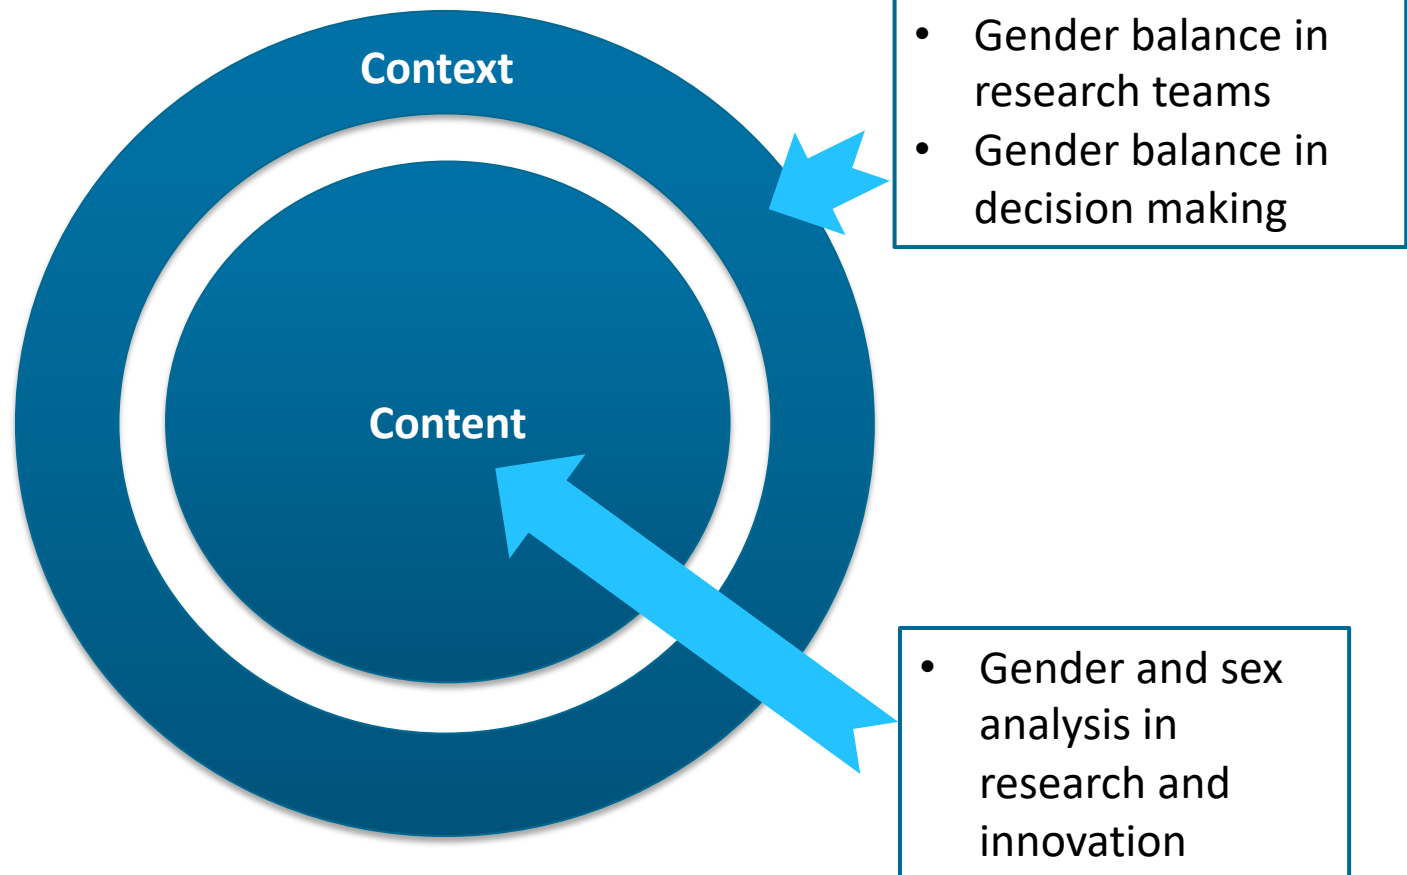 Context
• Gender balance in
research teams
• Gender balance in
decision making
Content
• Gender and sex
analysis in
research and
innovation